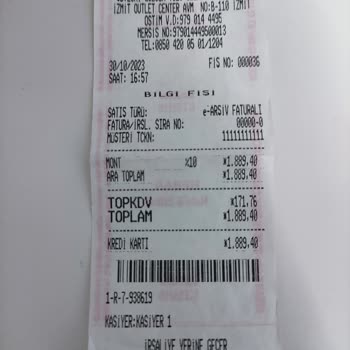 İZMİT OUTLET CENTER AVM NO:B-110 İZMİT
OSTİM V.D:979 014 4495
MERSİS NO:979014449500013
TEL:0850 420 05 01/1204
30/10/2023 FİŞ NO: 000036
SAAT: 16:57
BİLGİ FİŞİ
SATIŞ TÜRÜ: e-ARŞİV FATURALI
FATURA/İRSL. SIRA NO: 00000-0
MÜŞTERİ TCKN: 11111111111
MONT %10 *1.889,40
ARA TOPLAM *1.889,40
TOPKDV *171,76
TOPLAM *1.889,40
KREDİ KARTI *1.889,40
1-R-7-938619
KASİYER:KASİYER 1
İRSALİYE YERİNE GEÇER